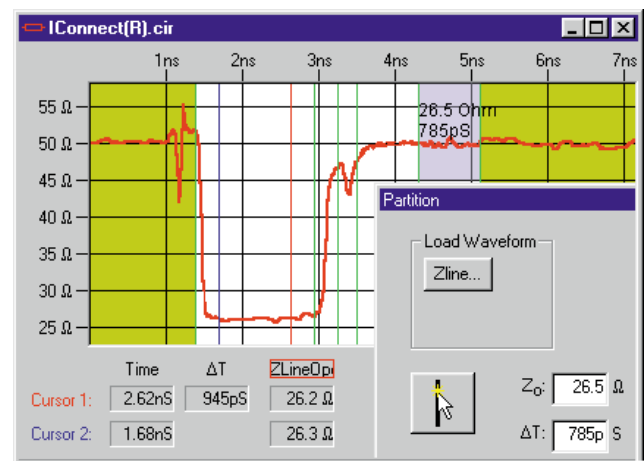 IConnect(R).cir
1ns 2ns 3ns 4ns 5ns 6ns 7ns
55 Ω
26.5 Ohm
785pS
50 Ω
45 Ω
Partition
40 Ω
Load Waveform
35 Ω
Zline...
30 Ω
25 Ω
Time ΔT ZLineOp
Z₀: 26.5 Ω
Cursor 1: 2.62nS 945pS 26.2 Ω
Cursor 2: 1.68nS 26.3 Ω
ΔT: 785p S